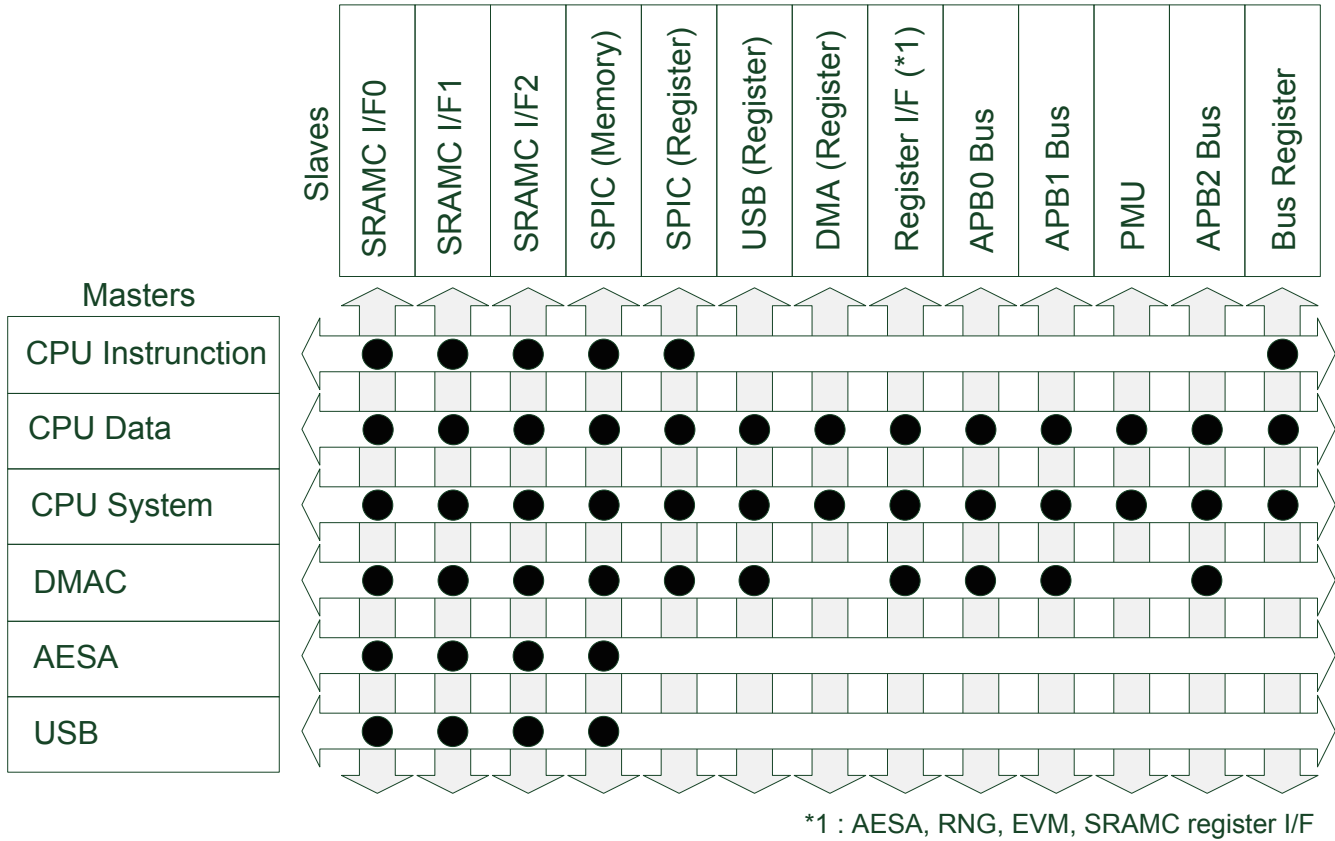 Slaves
SRAMC I/F0
SRAMC I/F1
SRAMC I/F2
SPIC (Memory)
SPIC (Register)
USB (Register)
DMA (Register)
Register I/F (*1)
APB0 Bus
APB1 Bus
PMU
APB2 Bus
Bus Register
Masters
CPU Instrunction
CPU Data
CPU System
DMAC
AESA
USB
*1 : AESA, RNG, EVM, SRAMC register I/F